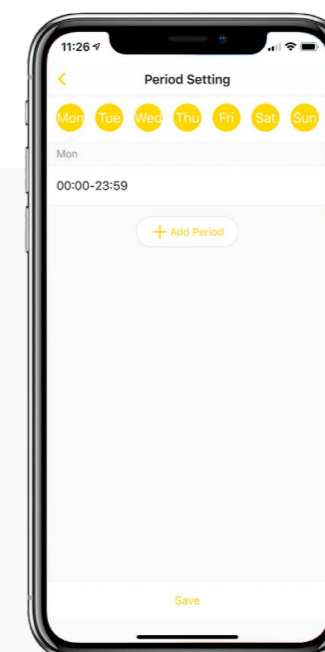 11:26
Period Setting
Mon Tue Wed Thu Fri Sat Sun
Mon
00:00-23:59
+ Add Period
Save